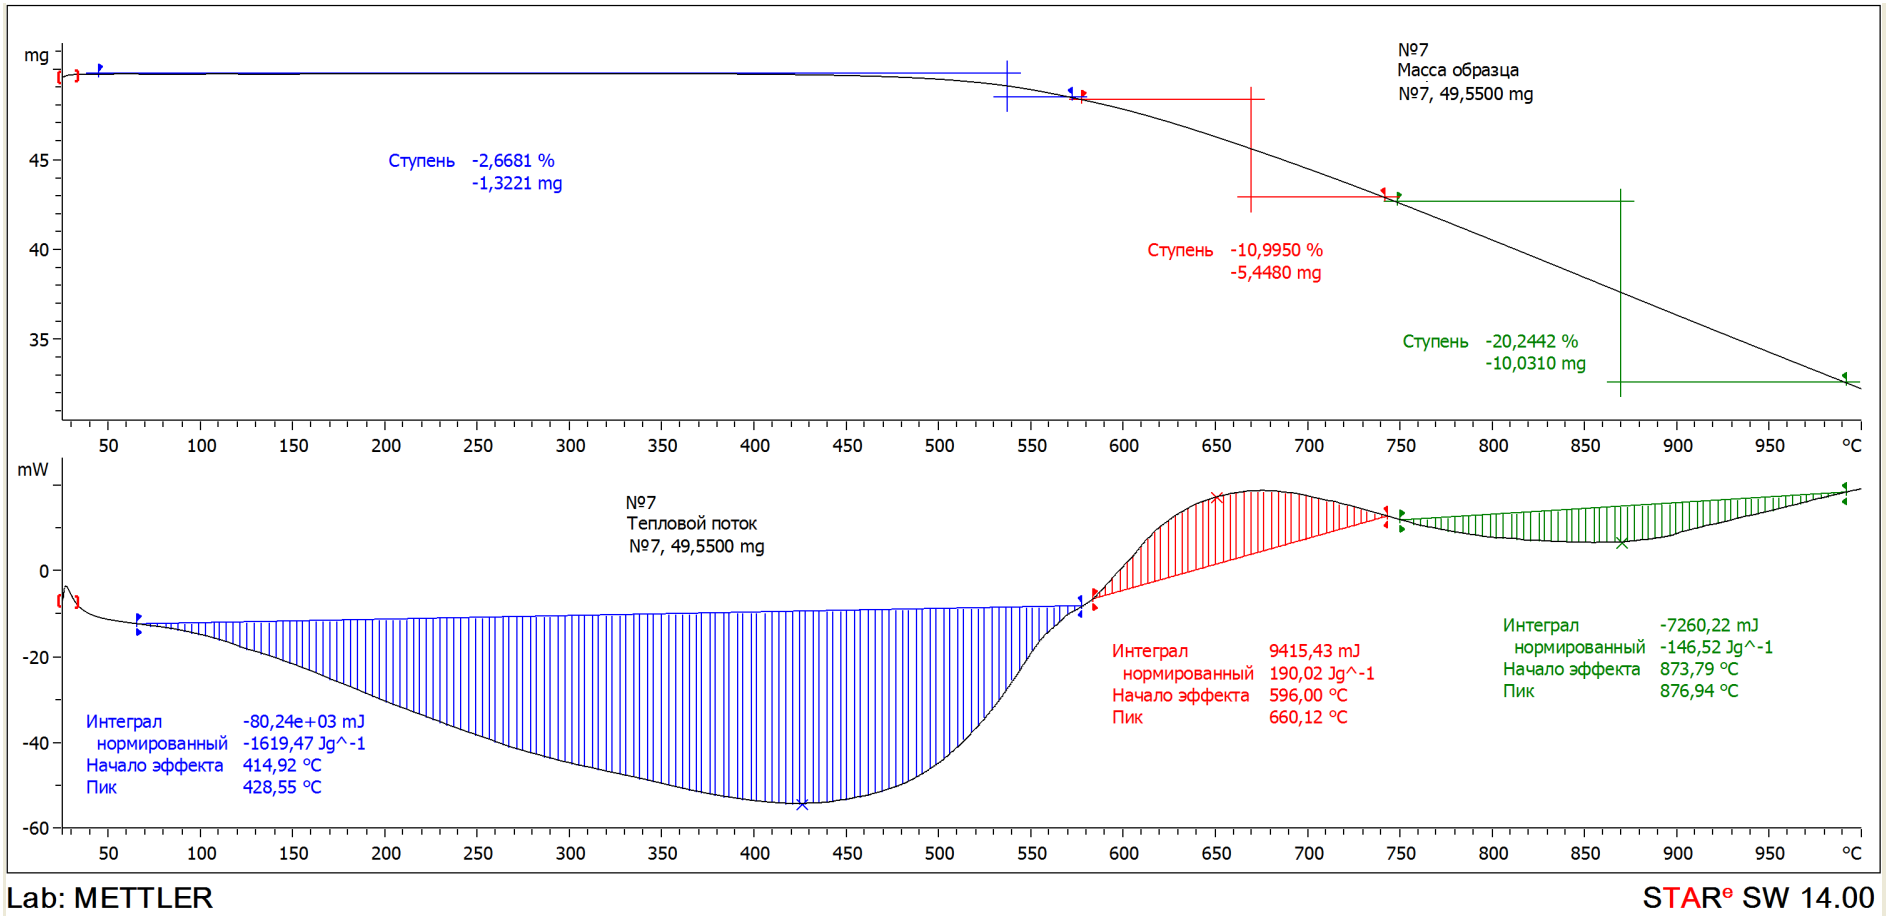 mg
№7
Масса образца
№7, 49,5500 mg
45
Ступень -2,6681 %
-1,3221 mg
40
Ступень -10,9950 %
-5,4480 mg
35
Ступень -20,2442 %
-10,0310 mg
50 100 150 200 250 300 350 400 450 500 550 600 650 700 750 800 850 900 950 °C
mW
№7
Тепловой поток
№7, 49,5500 mg
0
-20
-40
-60
Интеграл -80,24e+03 mJ
нормированный -1619,47 Jg^-1
Начало эффекта 414,92 °C
Пик 428,55 °C
Интеграл 9415,43 mJ
нормированный 190,02 Jg^-1
Начало эффекта 596,00 °C
Пик 660,12 °C
Интеграл -7260,22 mJ
нормированный -146,52 Jg^-1
Начало эффекта 873,79 °C
Пик 876,94 °C
50 100 150 200 250 300 350 400 450 500 550 600 650 700 750 800 850 900 950 °C
Lab: METTLER
STARe SW 14.00